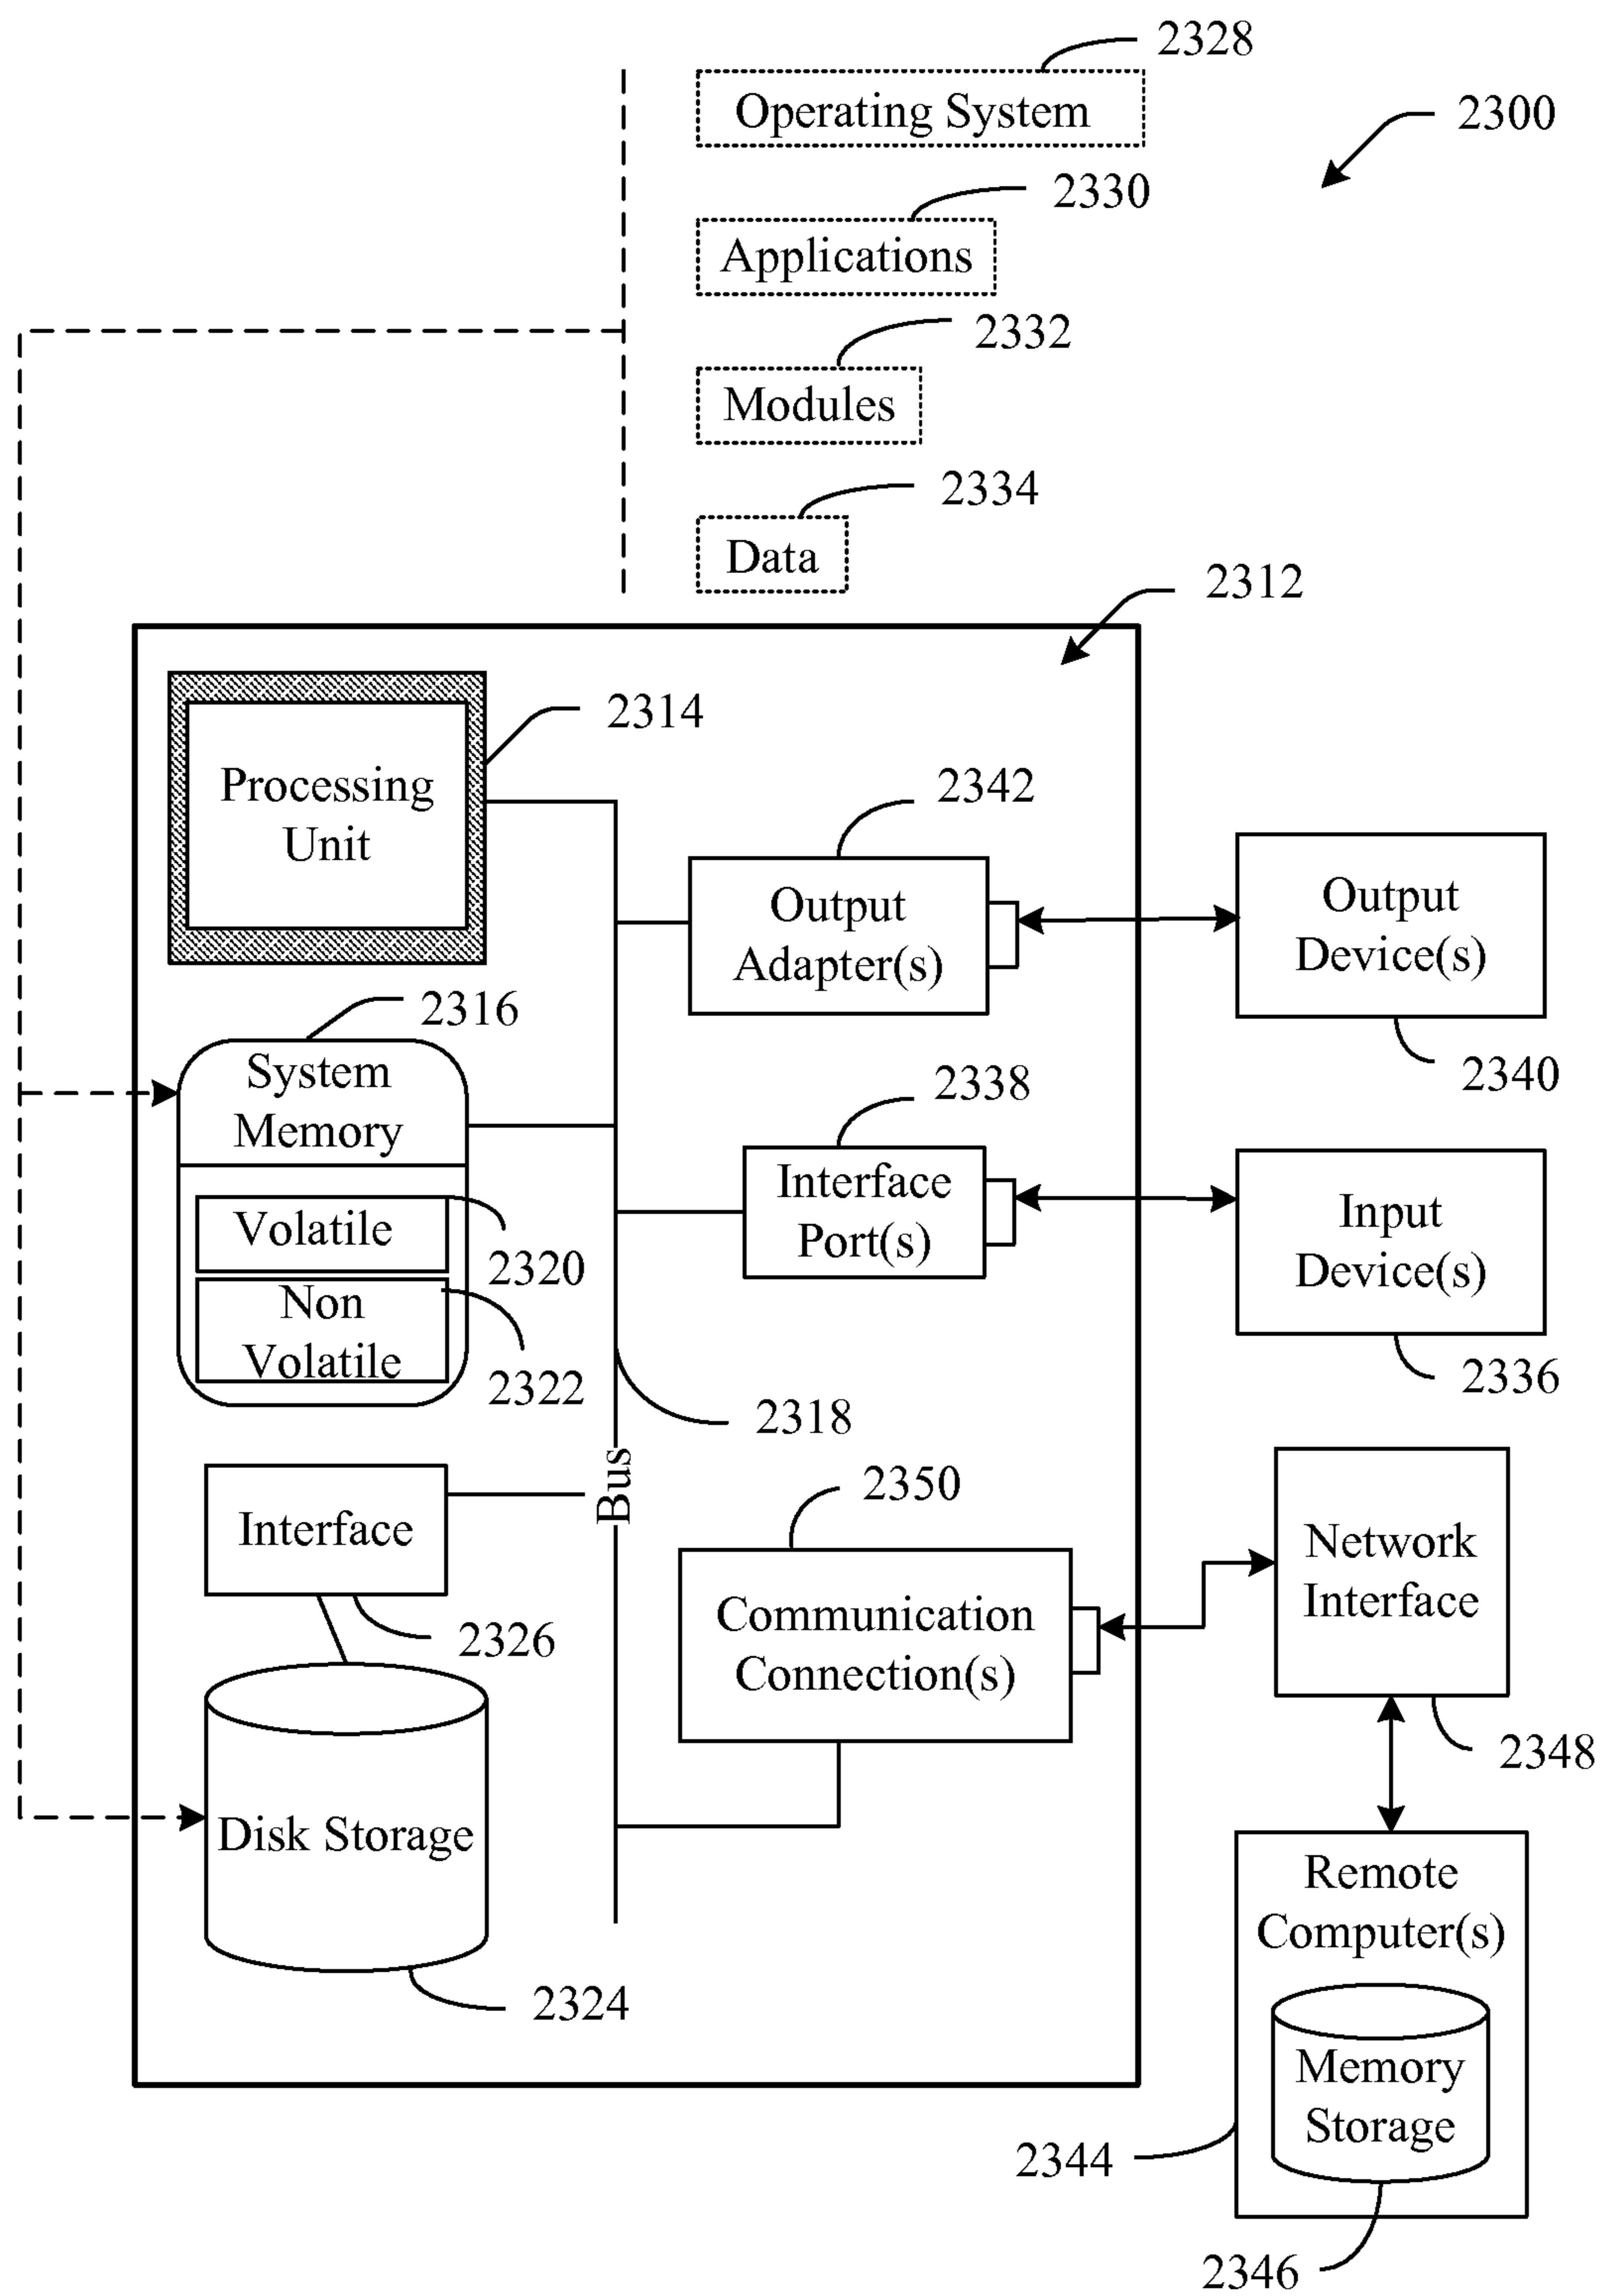 2328
Operating System
2300
2330
Applications
2332
Modules
2334
Data
2312
2314
Processing
Unit
2342
Output
Adapter(s)
Output
Device(s)
2340
2316
System
Memory
2338
Interface
Port(s)
Input
Device(s)
2336
Volatile
2320
Non
Volatile
2322
2318
Bus
2350
Interface
2326
Communication
Connection(s)
Network
Interface
2348
Disk Storage
2324
Remote
Computer(s)
Memory
Storage
2344
2346